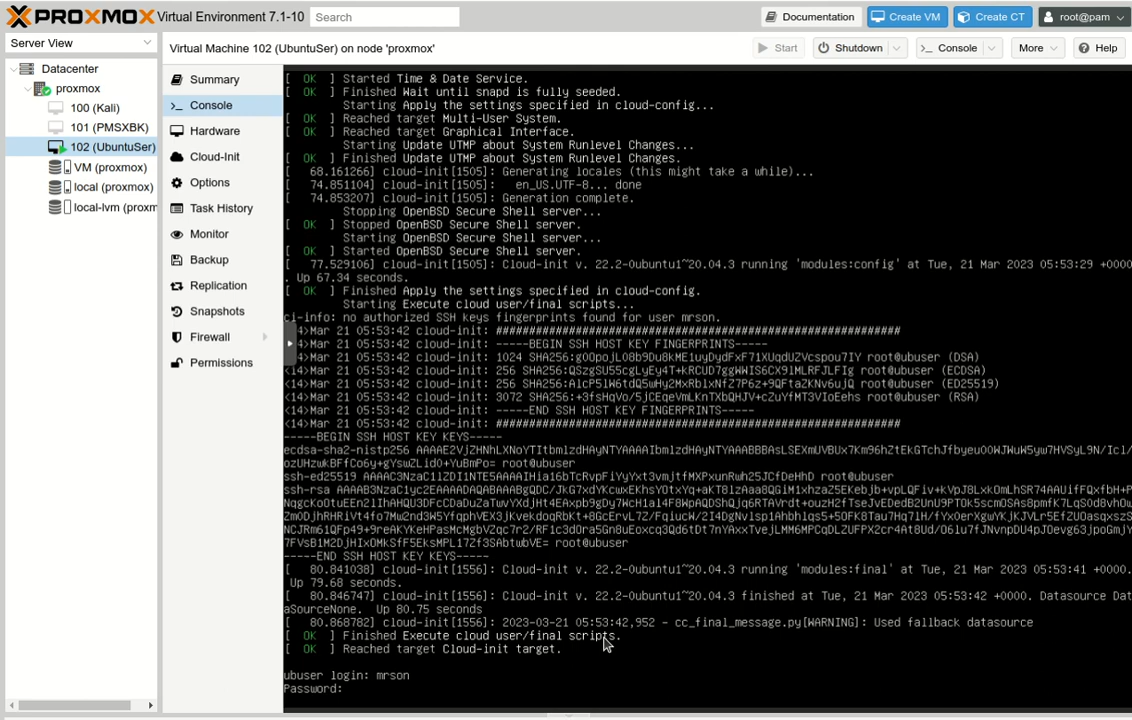 PROXMOX Virtual Environment 7.1-10 Search Documentation Create VM Create CT root@pam
Server View
Datacenter
proxmox
100 (Kali)
101 (PMSXBK)
102 (UbuntuSer)
VM (proxmox)
local (proxmox)
local-lvm (proxm
Virtual Machine 102 (UbuntuSer) on node 'proxmox' Start Shutdown >_ Console More Help
Summary
>_ Console
Hardware
Cloud-Init
Options
Task History
Monitor
Backup
Replication
Snapshots
Firewall
Permissions
[  OK  ] Started Time & Date Service.
[  OK  ] Finished Wait until snapd is fully seeded.
Starting Apply the settings specified in cloud-config...
[  OK  ] Reached target Multi-User System.
[  OK  ] Reached target Graphical Interface.
Starting Update UTMP about System Runlevel Changes...
[  OK  ] Finished Update UTMP about System Runlevel Changes.
[   68.161266] cloud-init[1505]: Generating locales (this might take a while)...
[   74.851104] cloud-init[1505]:   en_US.UTF-8... done
[   74.853207] cloud-init[1505]: Generation complete.
Stopping OpenBSD Secure Shell server...
[  OK  ] Stopped OpenBSD Secure Shell server.
Starting OpenBSD Secure Shell server...
[  OK  ] Started OpenBSD Secure Shell server.
[   77.529106] cloud-init[1505]: Cloud-init v. 22.2-0ubuntu1~20.04.3 running 'modules:config' at Tue, 21 Mar 2023 05:53:29 +0000
. Up 67.34 seconds.
[  OK  ] Finished Apply the settings specified in cloud-config.
Starting Execute cloud user/final scripts...
ci-info: no authorized SSH keys fingerprints found for user mrson.
<14>Mar 21 05:53:42 cloud-init: #############################################################
<14>Mar 21 05:53:42 cloud-init: -----BEGIN SSH HOST KEY FINGERPRINTS-----
<14>Mar 21 05:53:42 cloud-init: 1024 root@ubuser (DSA)
<14>Mar 21 05:53:42 cloud-init: 256 root@ubuser (ECDSA)
<14>Mar 21 05:53:42 cloud-init: 256 root@ubuser (ED25519)
<14>Mar 21 05:53:42 cloud-init: 3072 root@ubuser (RSA)
<14>Mar 21 05:53:42 cloud-init: -----END SSH HOST KEY FINGERPRINTS-----
<14>Mar 21 05:53:42 cloud-init: #############################################################
-----BEGIN SSH HOST KEY KEYS-----
ecdsa-sha2-nistp256
root@ubuser
ssh-ed25519 root@ubuser
ssh-rsa
root@ubuser
-----END SSH HOST KEY KEYS-----
[   80.841038] cloud-init[1556]: Cloud-init v. 22.2-0ubuntu1~20.04.3 running 'modules:final' at Tue, 21 Mar 2023 05:53:41 +0000.
Up 79.68 seconds.
[   80.846747] cloud-init[1556]: Cloud-init v. 22.2-0ubuntu1~20.04.3 finished at Tue, 21 Mar 2023 05:53:42 +0000. Datasource Dat
aSourceNone.  Up 80.75 seconds
[   80.868782] cloud-init[1556]: 2023-03-21 05:53:42,952 - cc_final_message.py[WARNING]: Used fallback datasource
[  OK  ] Finished Execute cloud user/final scripts.
[  OK  ] Reached target Cloud-init target.
ubuser login: mrson
Password: